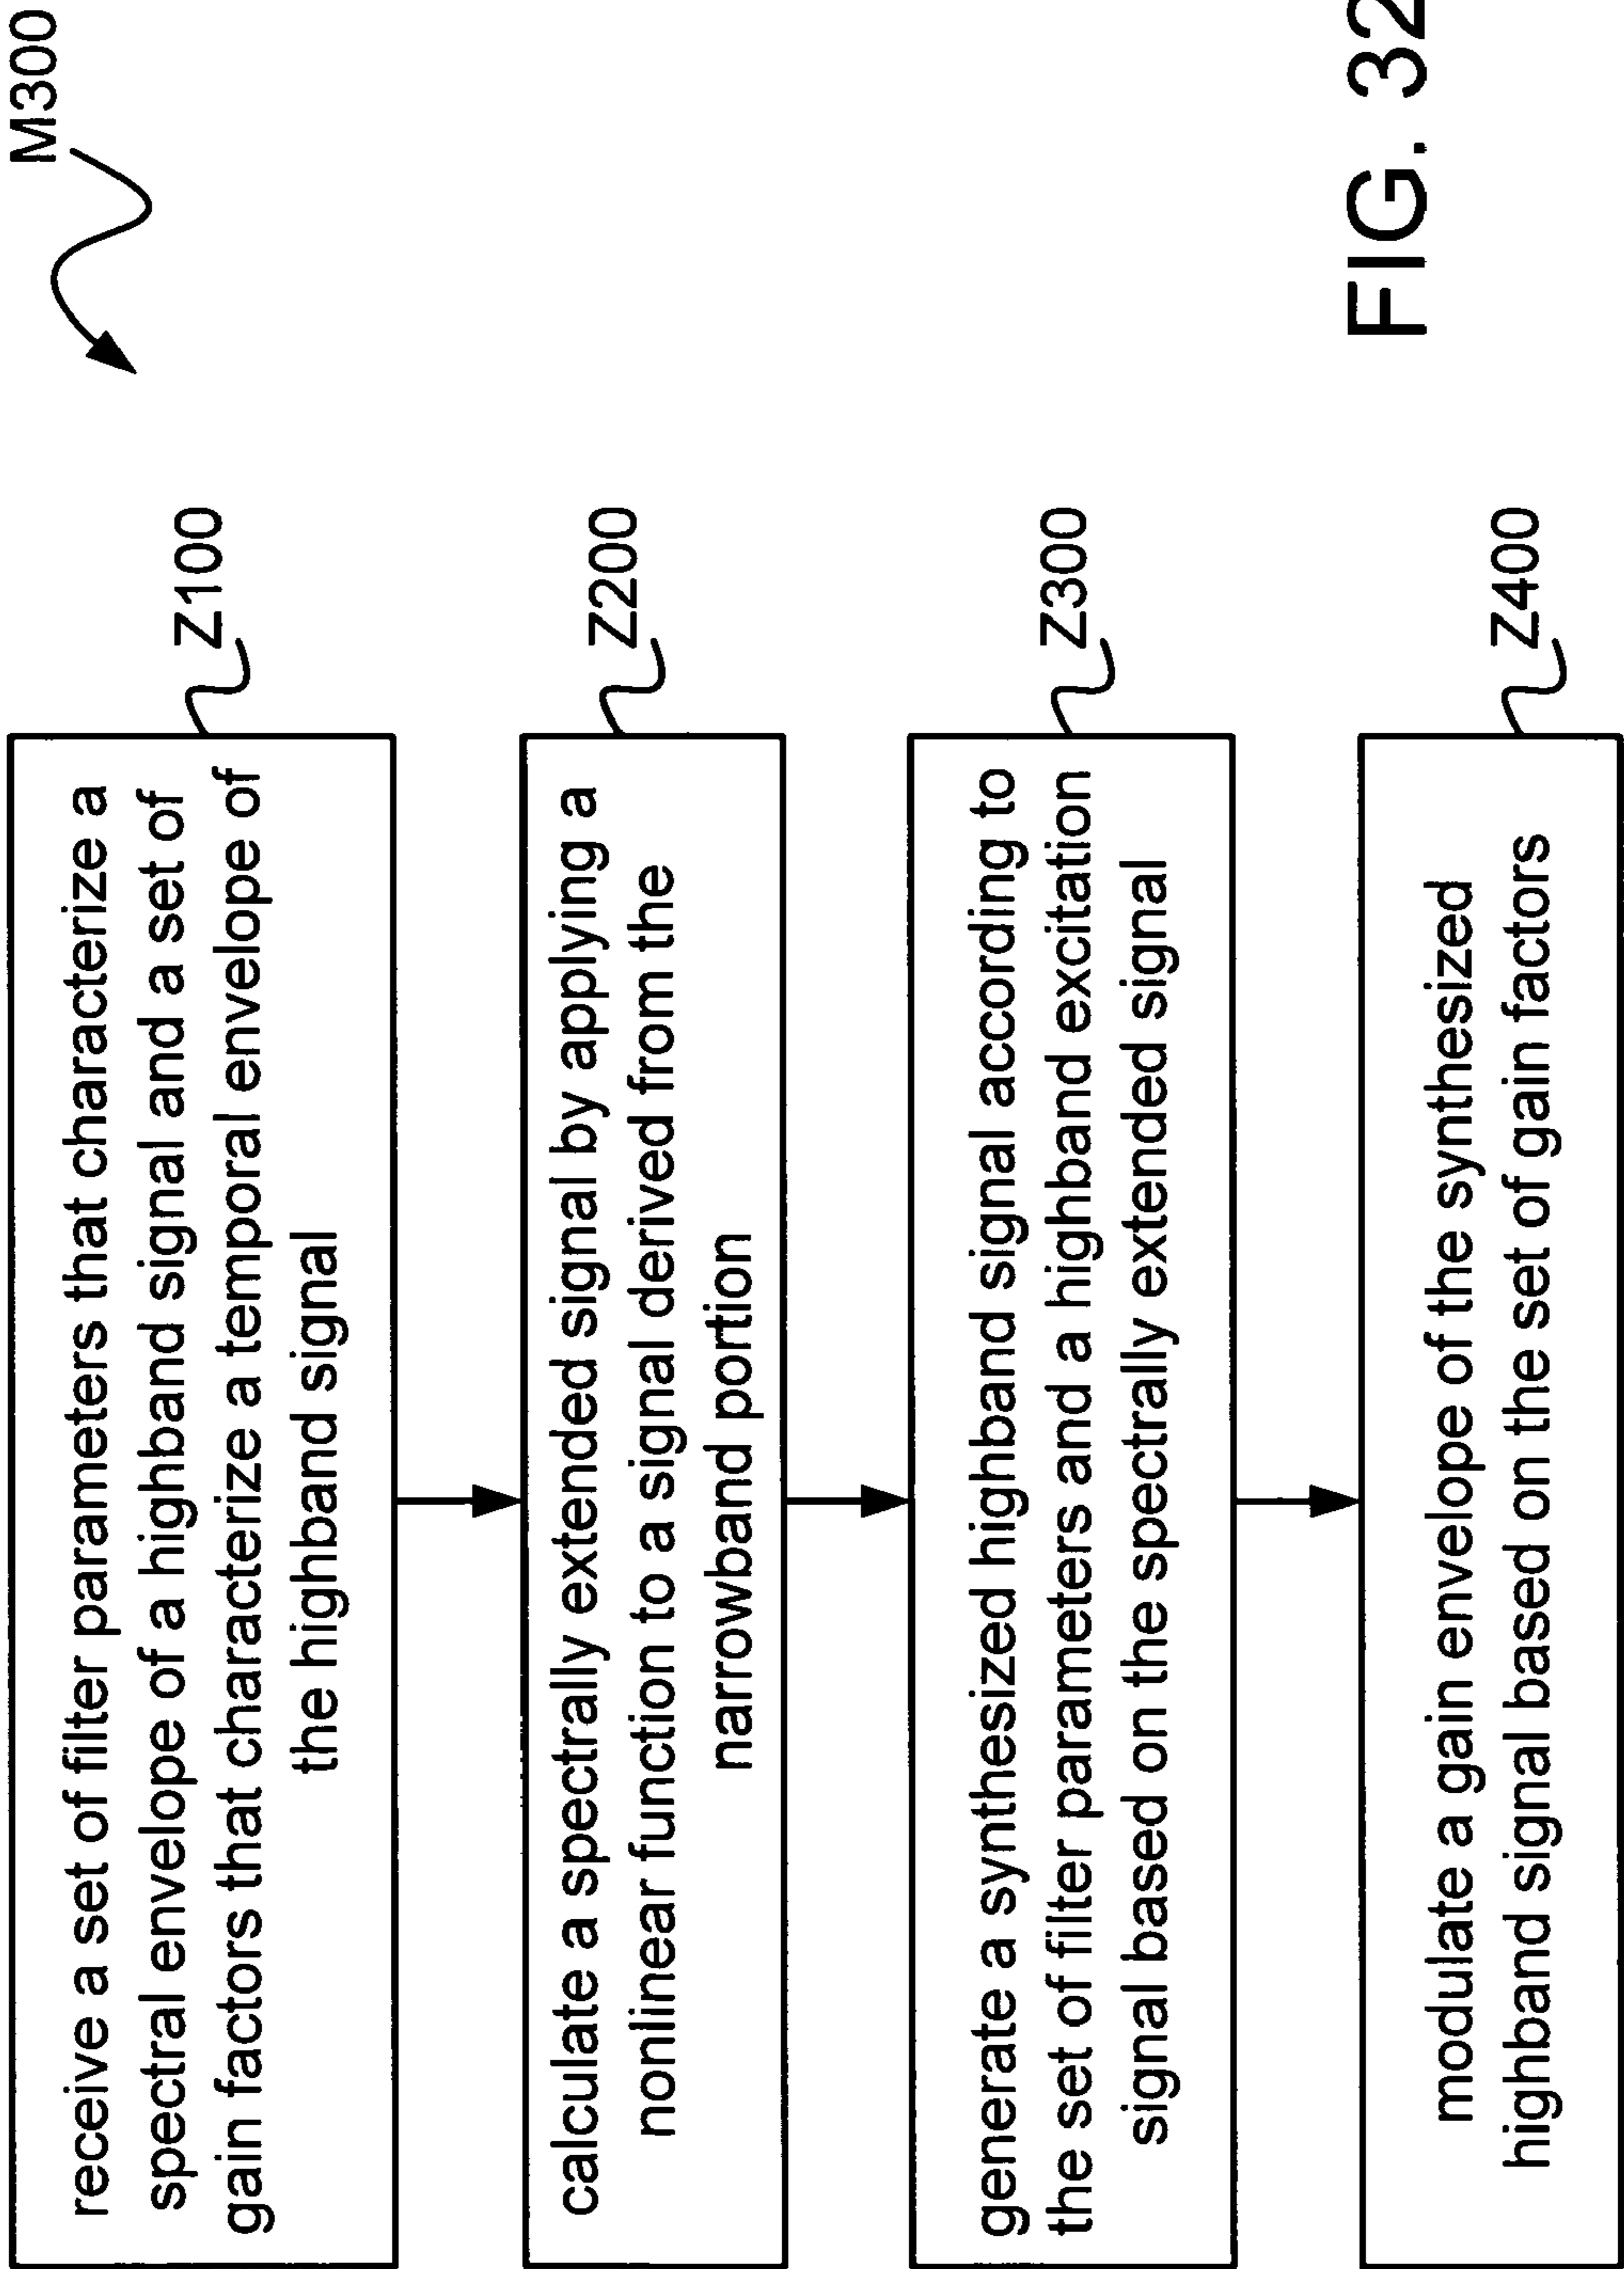 M300
Z100
receive a set of filter parameters that characterize a
spectral envelope of a highband signal and a set of
gain factors that characterize a temporal envelope of
the highband signal
Z200
calculate a spectrally extended signal by applying a
nonlinear function to a signal derived from the
narrowband portion
Z300
generate a synthesized highband signal according to
the set of filter parameters and a highband excitation
signal based on the spectrally extended signal
Z400
modulate a gain envelope of the synthesized
highband signal based on the set of gain factors
FIG. 32